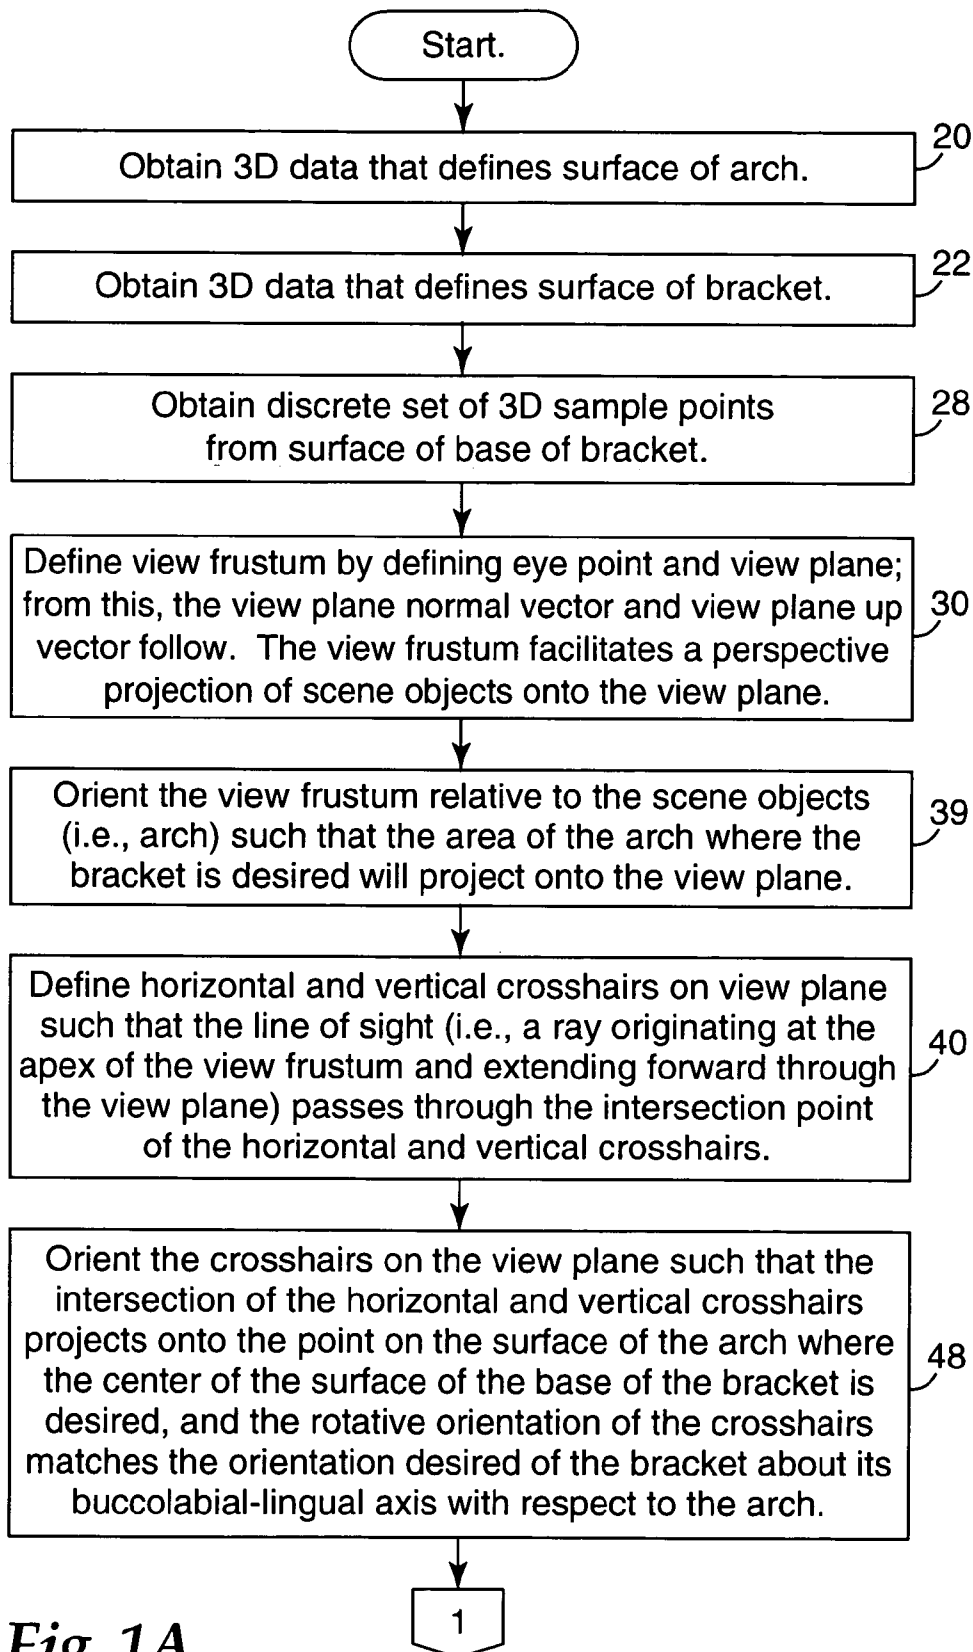 Start.
20
Obtain 3D data that defines surface of arch.
22
Obtain 3D data that defines surface of bracket.
28
Obtain discrete set of 3D sample points
from surface of base of bracket.
Define view frustum by defining eye point and view plane;
from this, the view plane normal vector and view plane up
30
vector follow. The view frustum facilitates a perspective
projection of scene objects onto the view plane.
Orient the view frustum relative to the scene objects
39
(i.e., arch) such that the area of the arch where the
bracket is desired will project onto the view plane.
Define horizontal and vertical crosshairs on view plane
such that the line of sight (i.e., a ray originating at the
40
apex of the view frustum and extending forward through
the view plane) passes through the intersection point
of the horizontal and vertical crosshairs.
Orient the crosshairs on the view plane such that the
intersection of the horizontal and vertical crosshairs
projects onto the point on the surface of the arch where
48
the center of the surface of the base of the bracket is
desired, and the rotative orientation of the crosshairs
matches the orientation desired of the bracket about its
buccolabial-lingual axis with respect to the arch.
1
Fig. 1A